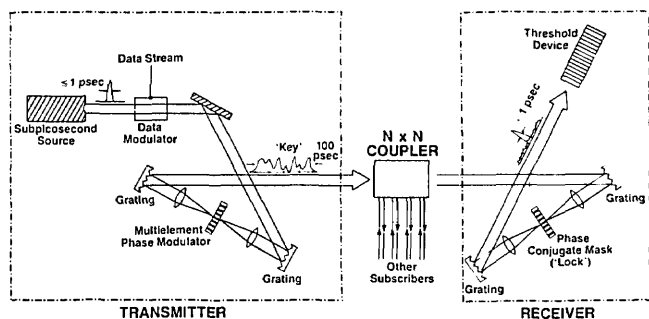 Data Stream
≤ 1 psec
Subpicosecond
Source
Data
Modulator
'Key'
100
psec
Grating
Multielement
Phase Modulator
Grating
TRANSMITTER
N x N
COUPLER
Other
Subscribers
Threshold
Device
1 psec
Grating
Phase
Conjugate Mask
('Lock')
Grating
RECEIVER